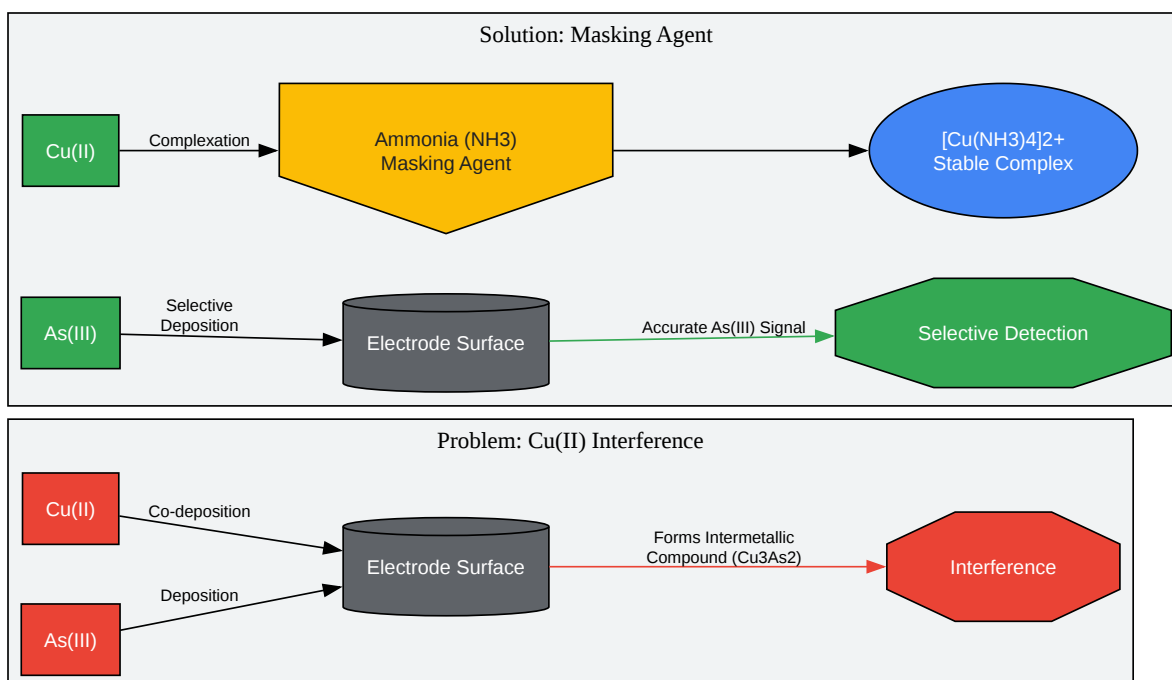 Solution: Masking Agent
Cu(II)
Complexation
Ammonia (NH3)
Masking Agent
[Cu(NH3)4]2+
Stable Complex
As(III)
Selective
Deposition
Electrode Surface
Accurate As(III) Signal
Selective Detection
Problem: Cu(II) Interference
Cu(II)
Co-deposition
As(III)
Deposition
Electrode Surface
Forms Intermetallic
Compound (Cu3As2)
Interference